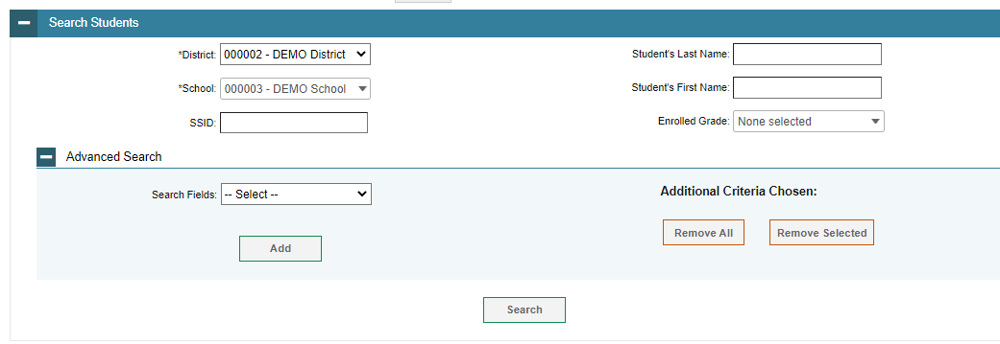 Search Students
*District: 000002 - DEMO District
Student's Last Name:
*School: 000003 - DEMO School
Student's First Name:
SSID:
Enrolled Grade: None selected
Advanced Search
Search Fields: -- Select --
Additional Criteria Chosen:
Add
Remove All
Remove Selected
Search